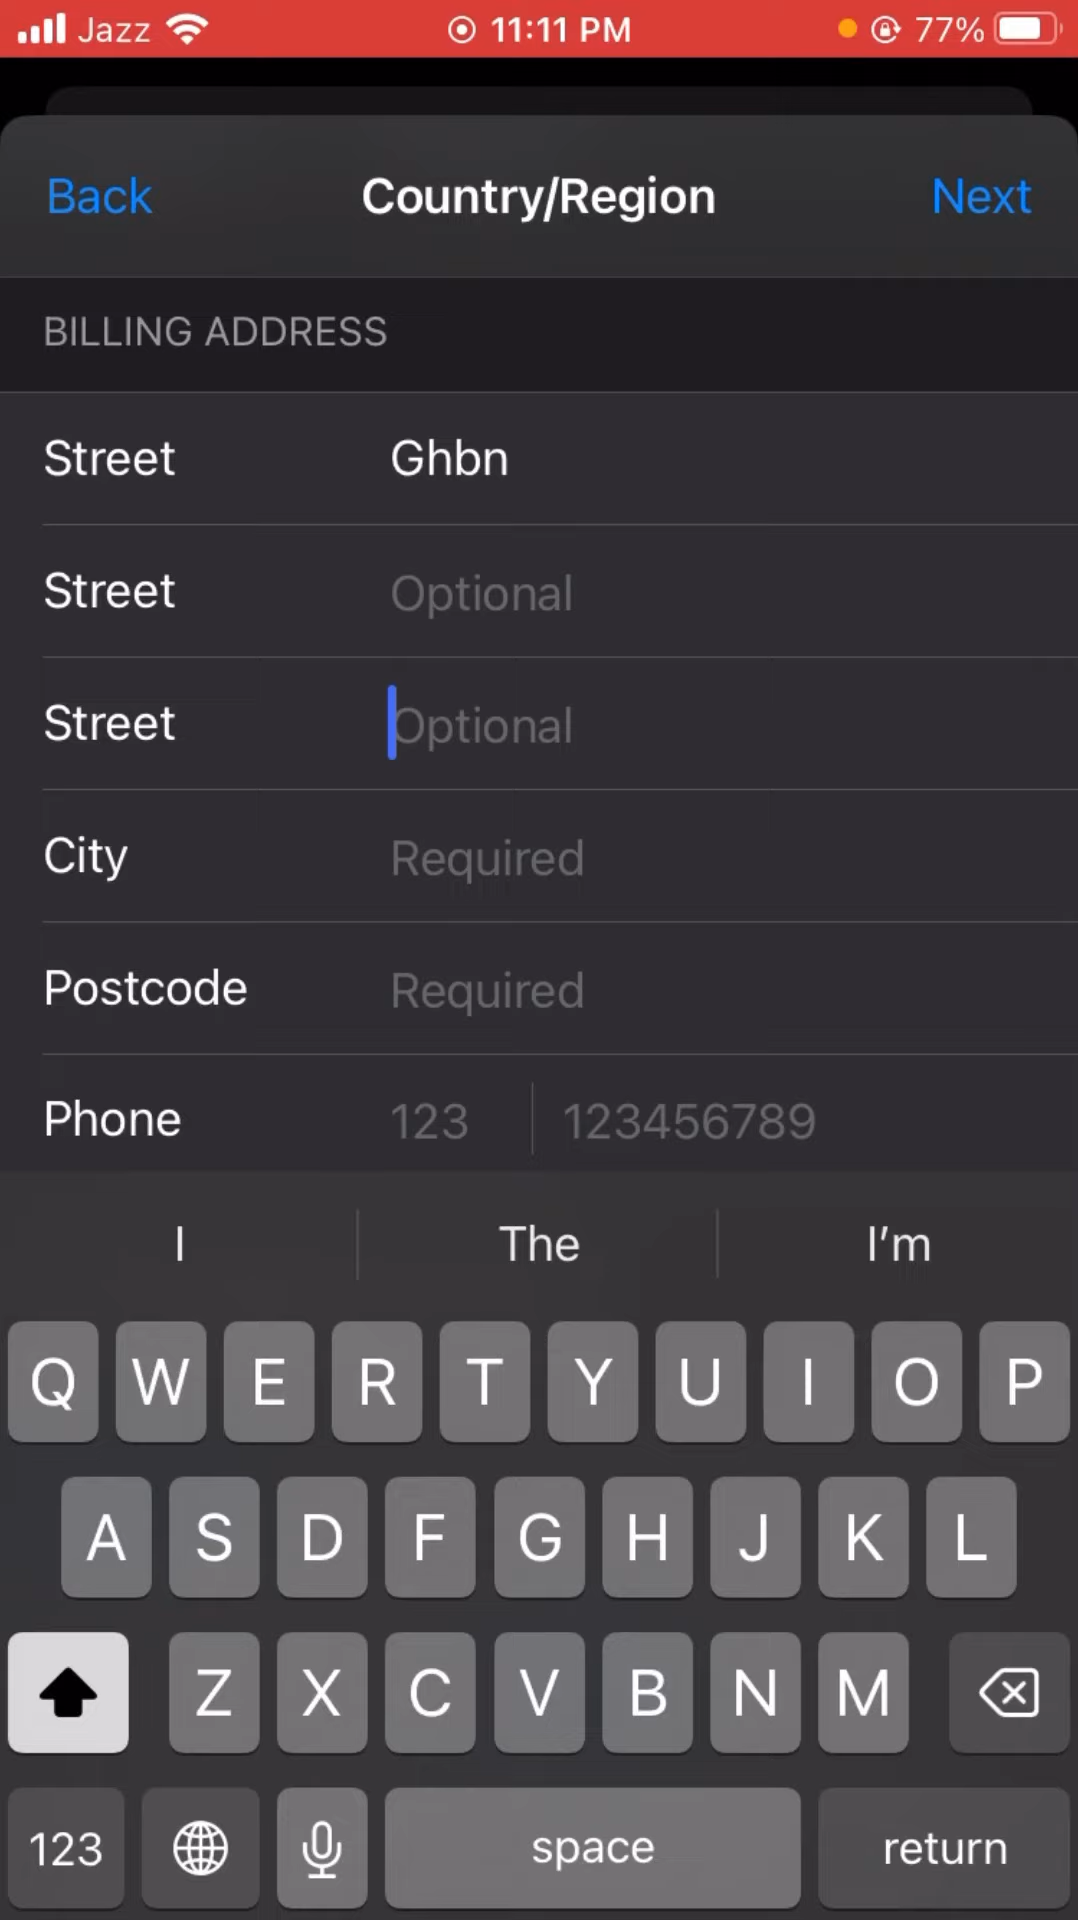 Jazz 11:11 PM 77%
Back Country/Region Next
BILLING ADDRESS
Street Ghbn
Street Optional
Street Optional
City Required
Postcode Required
Phone 123 123456789
I The I’m
Q W E R T Y U I O P
A S D F G H J K L
Z X C V B N M
123 space return